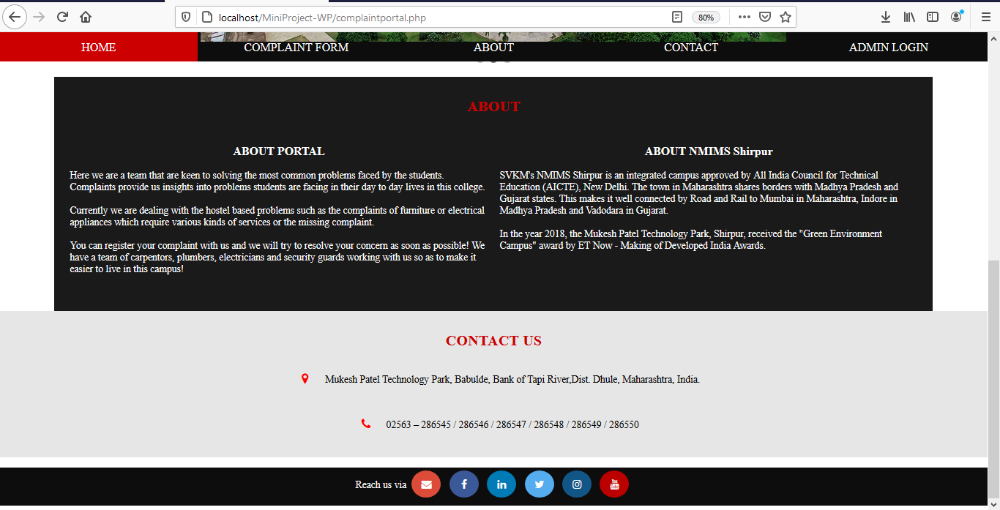 localhost/MiniProject-WP/complaintportal.php
80%
HOME COMPLAINT FORM ABOUT CONTACT ADMIN LOGIN
ABOUT
ABOUT PORTAL
Here we are a team that are keen to solving the most common problems faced by the students.
Complaints provide us insights into problems students are facing in their day to day lives in this college.
Currently we are dealing with the hostel based problems such as the complaints of furniture or electrical
appliances which require various kinds of services or the missing complaint.
You can register your complaint with us and we will try to resolve your concern as soon as possible! We
have a team of carpentors, plumbers, electricians and security guards working with us so as to make it
easier to live in this campus!
ABOUT NMIMS Shirpur
SVKM's NMIMS Shirpur is an integrated campus approved by All India Council for Technical
Education (AICTE), New Delhi. The town in Maharashtra shares borders with Madhya Pradesh and
Gujarat states. This makes it well connected by Road and Rail to Mumbai in Maharashtra, Indore in
Madhya Pradesh and Vadodara in Gujarat.
In the year 2018, the Mukesh Patel Technology Park, Shirpur, received the "Green Environment
Campus" award by ET Now - Making of Developed India Awards.
CONTACT US
Mukesh Patel Technology Park, Babulde, Bank of Tapi River,Dist. Dhule, Maharashtra, India.
02563 – 286545 / 286546 / 286547 / 286548 / 286549 / 286550
Reach us via
You
Tube